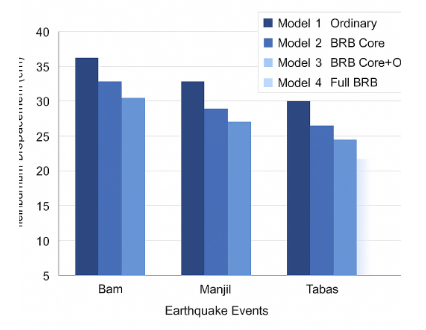 Model 1 Ordinary
Model 2 BRB Core
Model 3 BRB Core+O
Model 4 Full BRB
40
35
30
25
20
15
10
5
Bam Manjil Tabas
Earthquake Events